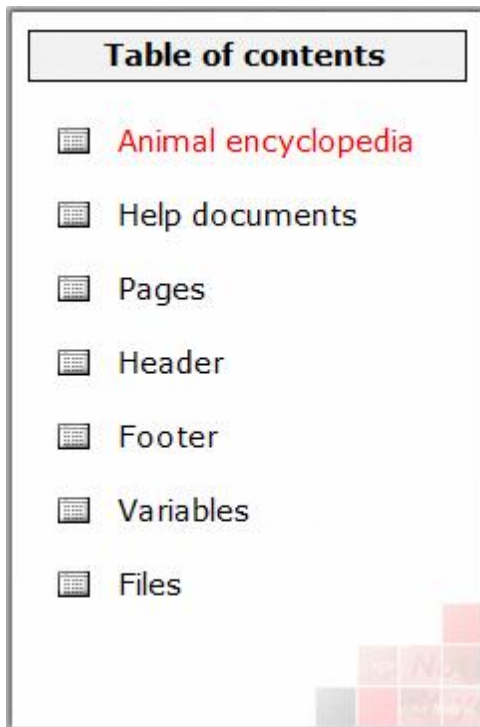 Table of contents
Animal encyclopedia
Help documents
Pages
Header
Footer
Variables
Files